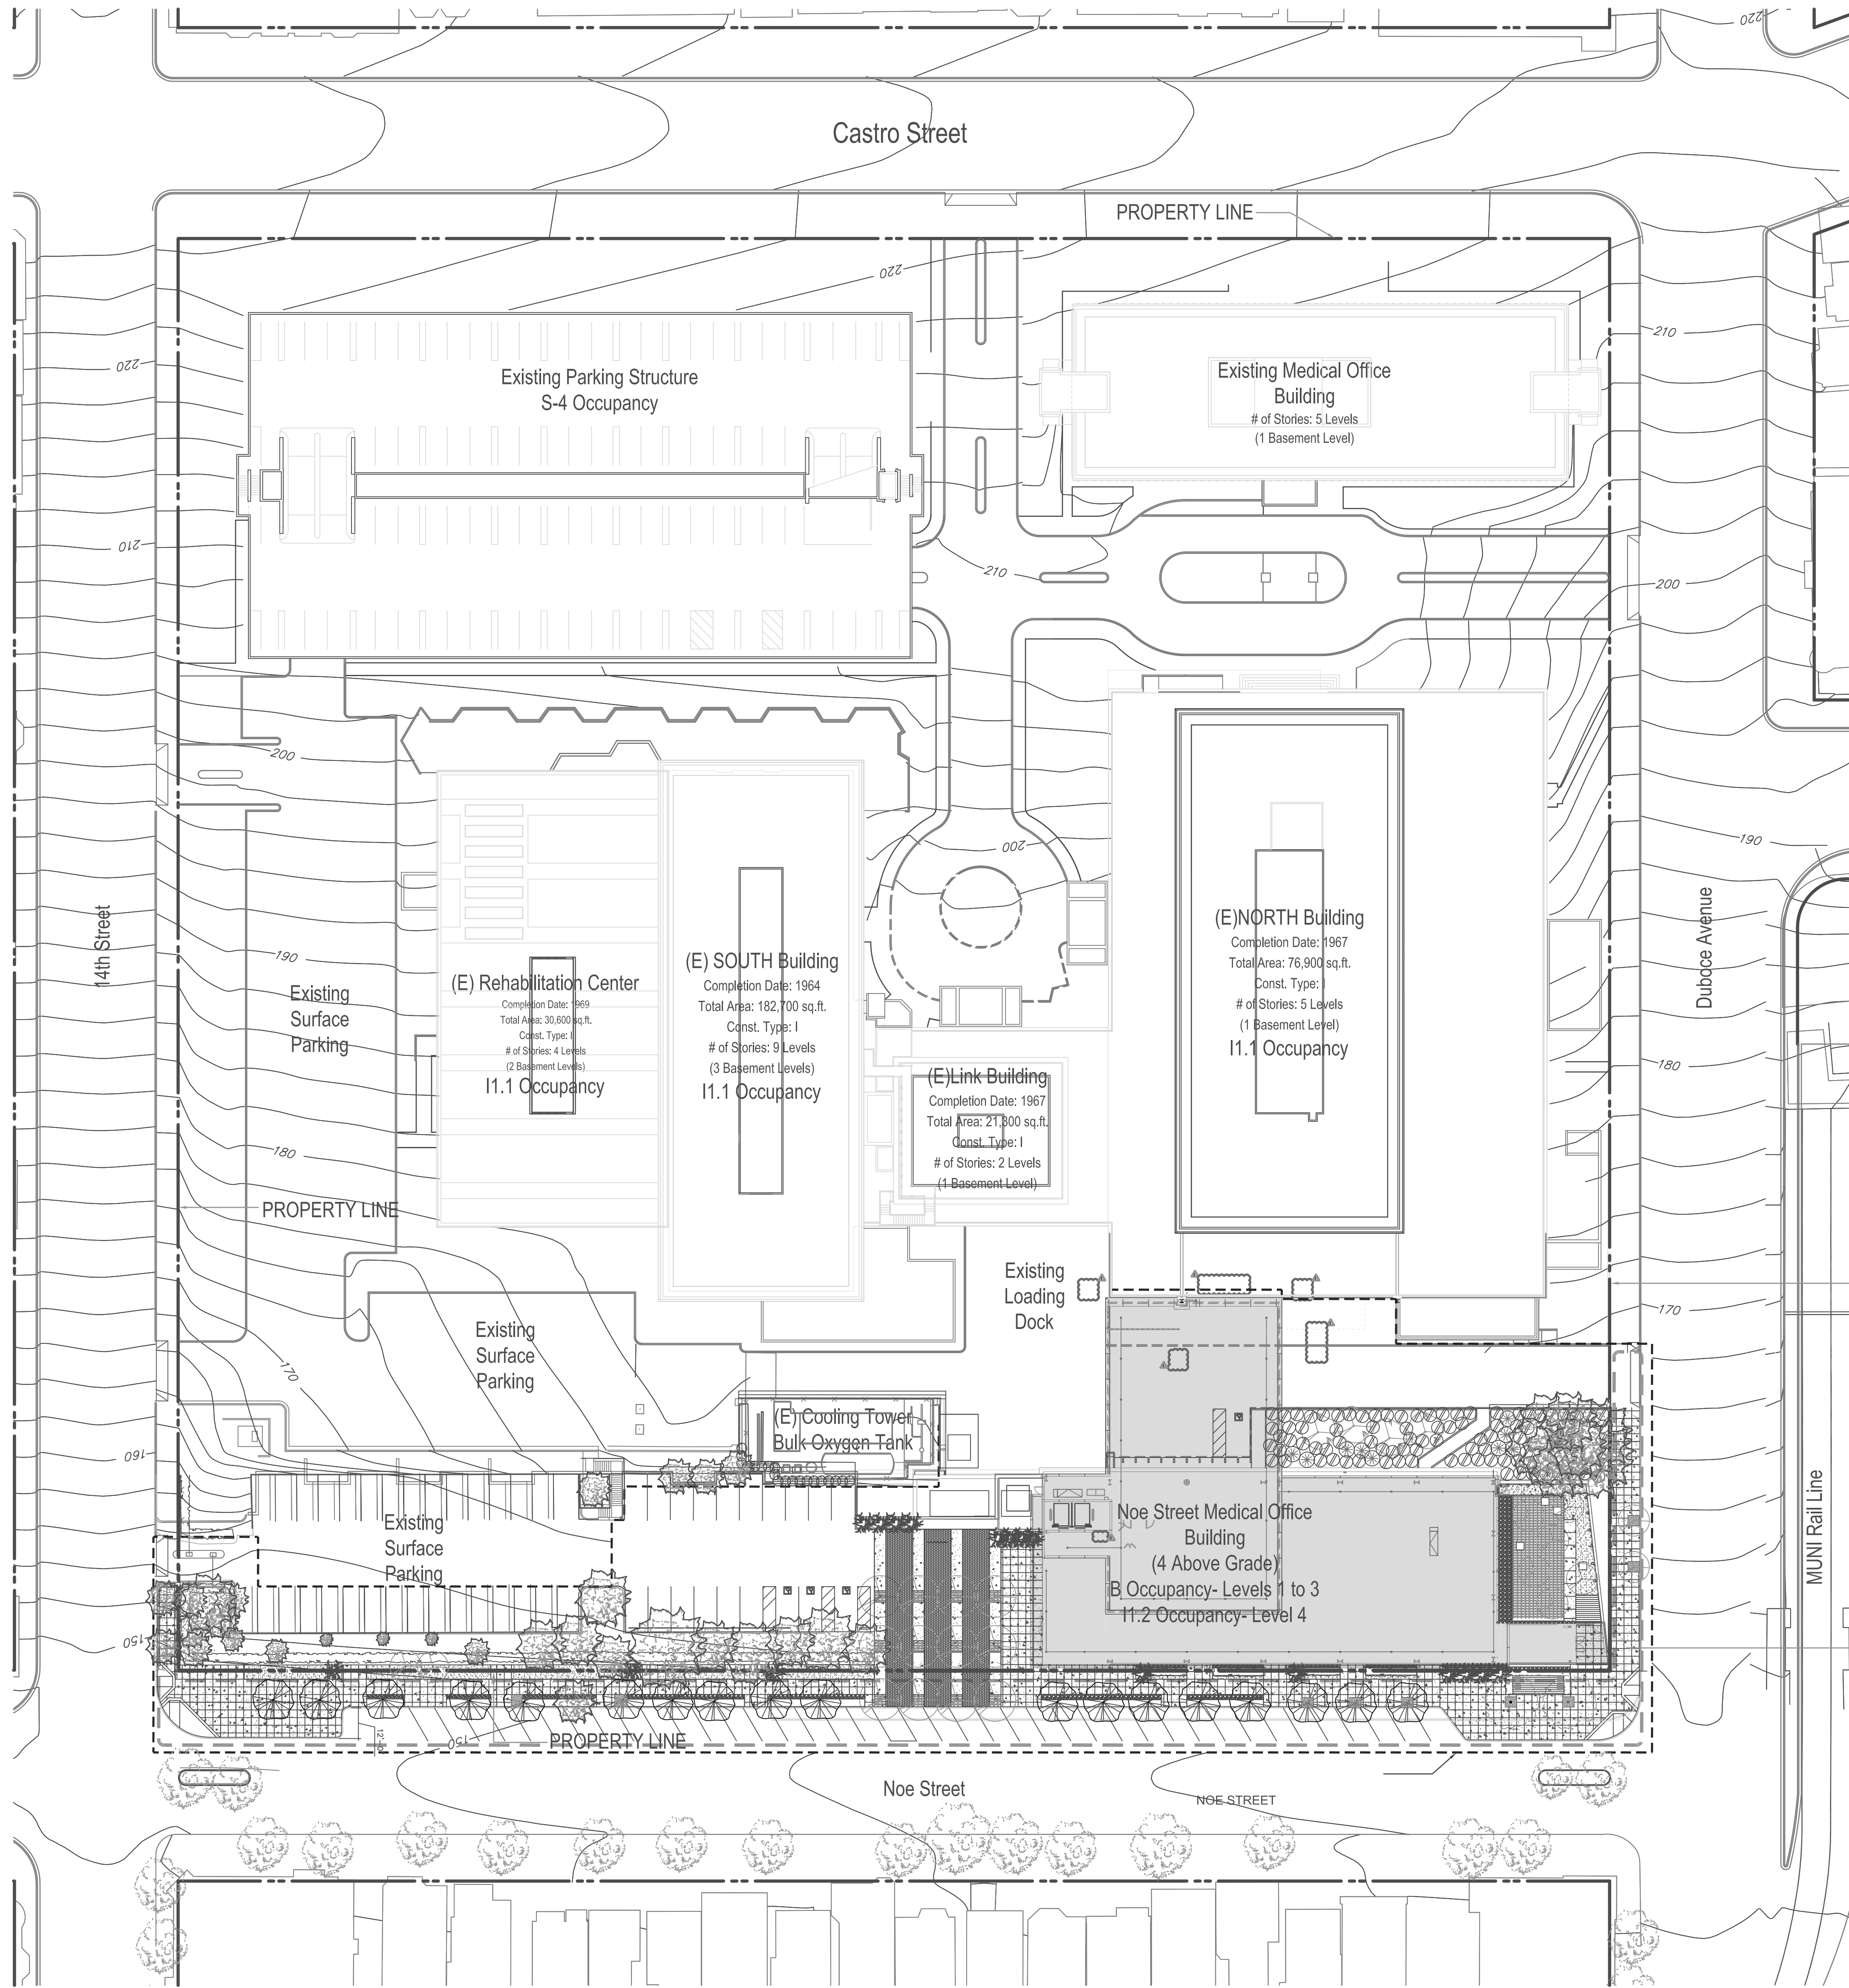 220
Castro Street
PROPERTY LINE
220
210
220
Existing Parking Structure
S-4 Occupancy
Existing Medical Office
Building
# of Stories: 5 Levels
(1 Basement Level)
210
210
200
200
200
190
14th Street
Duboce Avenue
190
Existing
Surface
Parking
(E) Rehabilitation Center
Completion Date: 1969
Total Area: 30,600 sq.ft.
Const. Type: I
# of Stories: 4 Levels
(2 Basement Levels)
I1.1 Occupancy
(E) SOUTH Building
Completion Date: 1964
Total Area: 182,700 sq.ft.
Const. Type: I
# of Stories: 9 Levels
(3 Basement Levels)
I1.1 Occupancy
(E)NORTH Building
Completion Date: 1967
Total Area: 76,900 sq.ft.
Const. Type: I
# of Stories: 5 Levels
(1 Basement Level)
I1.1 Occupancy
(E)Link Building
Completion Date: 1967
Total Area: 21,300 sq.ft.
Const. Type: I
# of Stories: 2 Levels
(1 Basement Level)
180
180
PROPERTY LINE
Existing
Loading
Dock
170
Existing
Surface
Parking
170
(E) Cooling Tower
Bulk Oxygen Tank
160
Existing
Surface
Parking
Noe Street Medical Office
Building
(4 Above Grade)
B Occupancy- Levels 1 to 3
I1.2 Occupancy- Level 4
MUNI Rail Line
150
150
PROPERTY LINE
Noe Street
NOE STREET